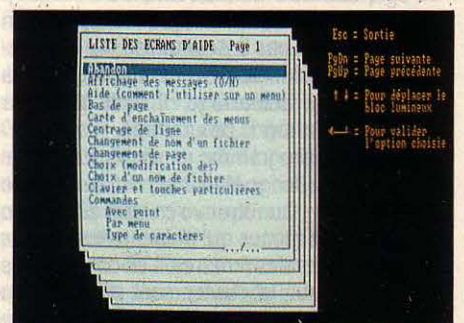 LISTE DES ECRANS D'AIDE Page 1
Abandon
Affichage des messages (O/N)
Aide (comment l'utiliser sur un menu)
Bas de page
Carte d'enchaînement des menus
Centrage de ligne
Changement de nom d'un fichier
Changement de page
Choix (modification des)
Choix d'un nom de fichier
Clavier et touches particulières
Commandes
Avec point
Par menu
Type de caractères
.../...
Esc = Sortie
PgDn = Page suivante
PgUp = Page précédente
↑ ↓ = Pour déplacer le
bloc lumineux
←┘ = Pour valider
l'option choisie